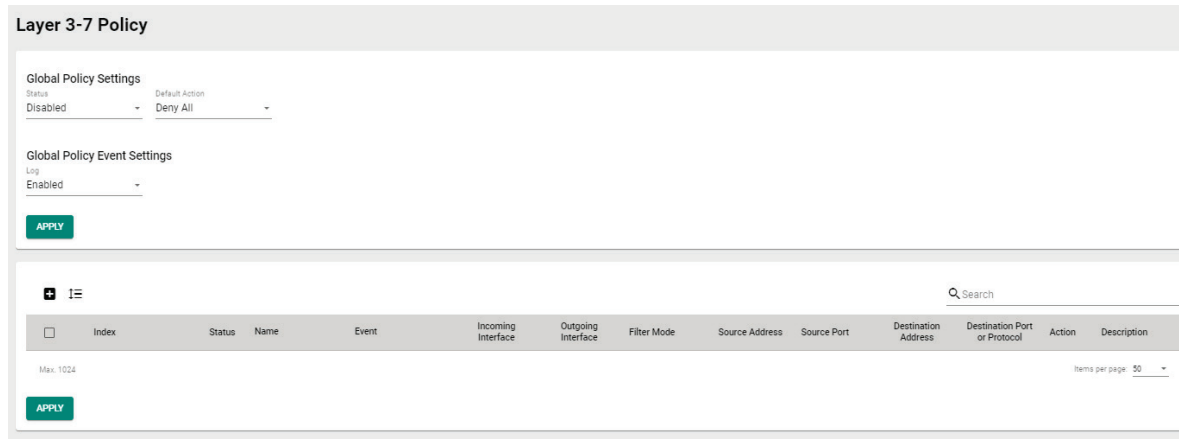 Layer 3-7 Policy
Global Policy Settings
Status Default Action
Disabled Deny All
Global Policy Event Settings
Log
Enabled
APPLY
Search
Index Status Name Event Incoming Interface Outgoing Interface Filter Mode Source Address Source Port Destination Address Destination Port or Protocol Action Description
Max. 1024 Items per page: 50
APPLY